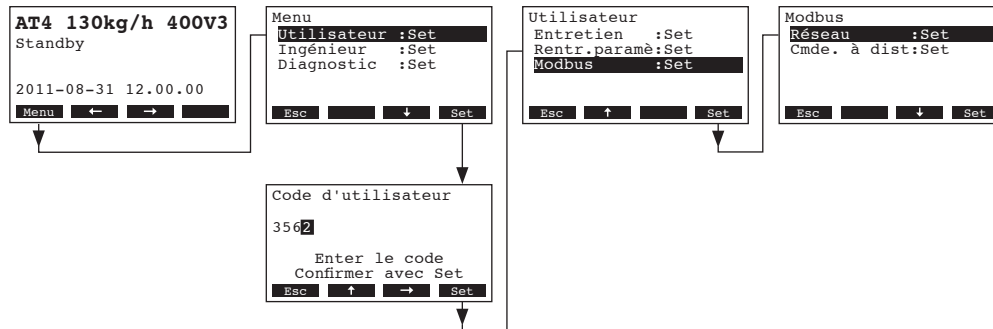 AT4 130kg/h 400V3
Standby
2011-08-31 12.00.00
Menu ← →
Menu
Utilisateur :Set
Ingénieur :Set
Diagnostic :Set
Esc ↓ Set
Code d'utilisateur
3562
Enter le code
Confirmer avec Set
Esc ↑ → Set
Utilisateur
Entretien :Set
Rentr.paramè:Set
Modbus :Set
Esc ↑ Set
Modbus
Réseau :Set
Cmde. à dist:Set
Esc ↓ Set